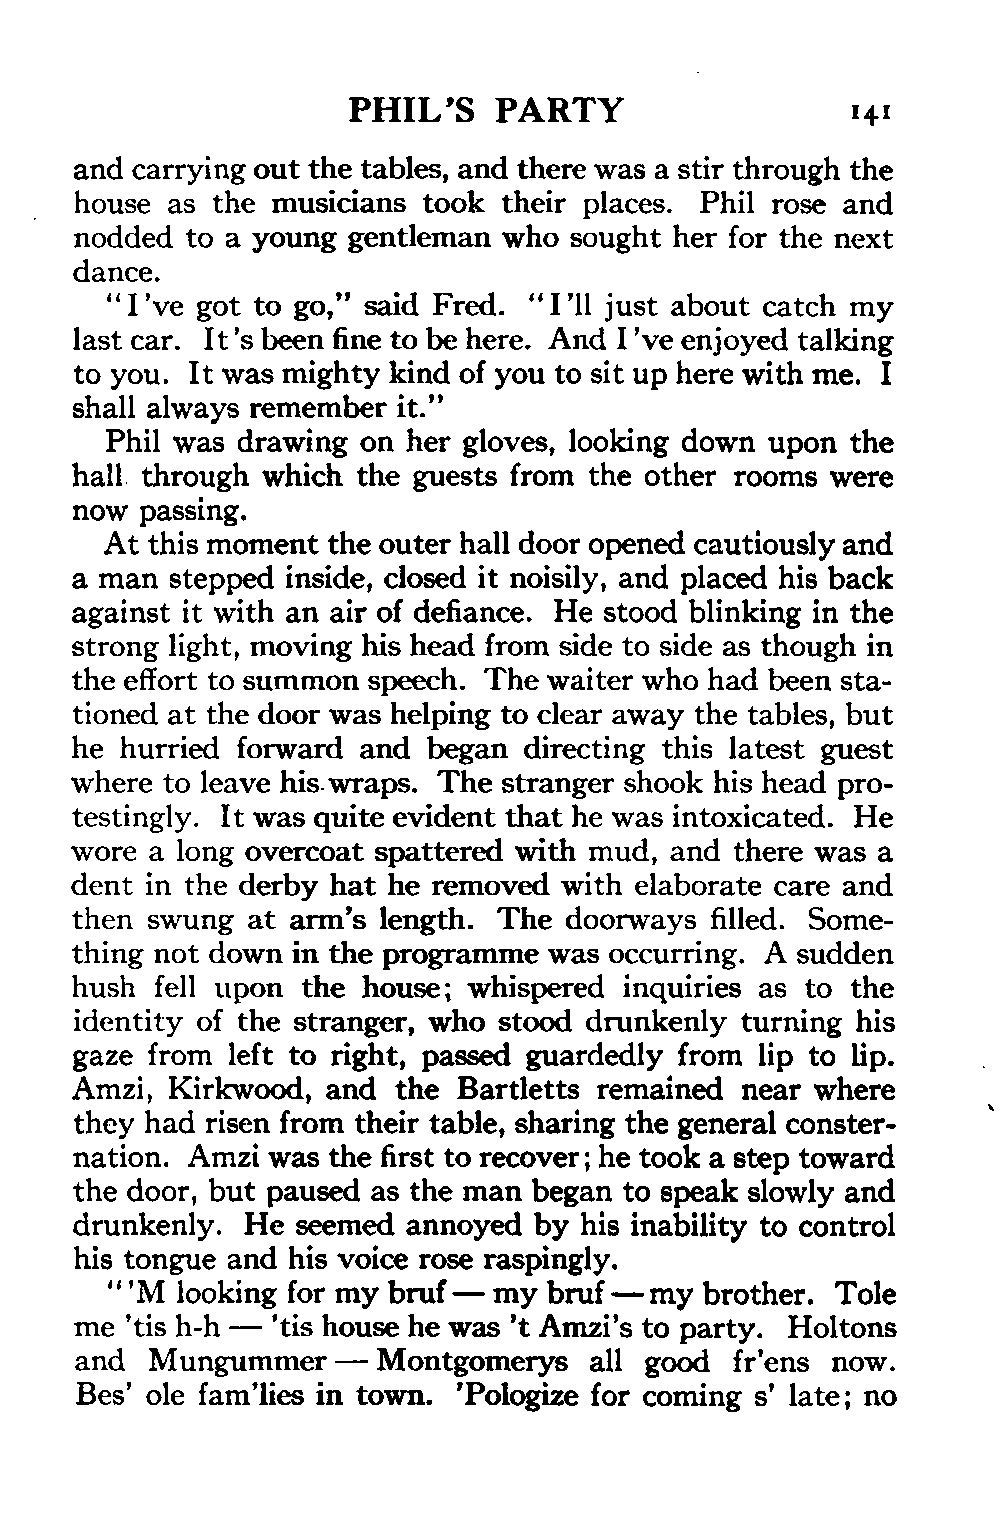 PHIL'S PARTY 141
and carrying out the tables, and there was a stir through the
house as the musicians took their places. Phil rose and
nodded to a young gentleman who sought her for the next
dance.
"I've got to go," said Fred. "I'll just about catch my
last car. It's been fine to be here. And I've enjoyed talking
to you. It was mighty kind of you to sit up here with me. I
shall always remember it."
Phil was drawing on her gloves, looking down upon the
hall through which the guests from the other rooms were
now passing.
At this moment the outer hall door opened cautiously and
a man stepped inside, closed it noisily, and placed his back
against it with an air of defiance. He stood blinking in the
strong light, moving his head from side to side as though in
the effort to summon speech. The waiter who had been sta-
tioned at the door was helping to clear away the tables, but
he hurried forward and began directing this latest guest
where to leave his wraps. The stranger shook his head pro-
testingly. It was quite evident that he was intoxicated. He
wore a long overcoat spattered with mud, and there was a
dent in the derby hat he removed with elaborate care and
then swung at arm's length. The doorways filled. Some-
thing not down in the programme was occurring. A sudden
hush fell upon the house; whispered inquiries as to the
identity of the stranger, who stood drunkenly turning his
gaze from left to right, passed guardedly from lip to lip.
Amzi, Kirkwood, and the Bartletts remained near where
they had risen from their table, sharing the general conster-
nation. Amzi was the first to recover; he took a step toward
the door, but paused as the man began to speak slowly and
drunkenly. He seemed annoyed by his inability to control
his tongue and his voice rose raspingly.
"'M looking for my bruf — my bruf — my brother. Tole
me 'tis h-h — 'tis house he was 't Amzi's to party. Holtons
and Mungummer — Montgomerys all good fr'ens now.
Bes' ole fam'lies in town. 'Pologize for coming s' late; no